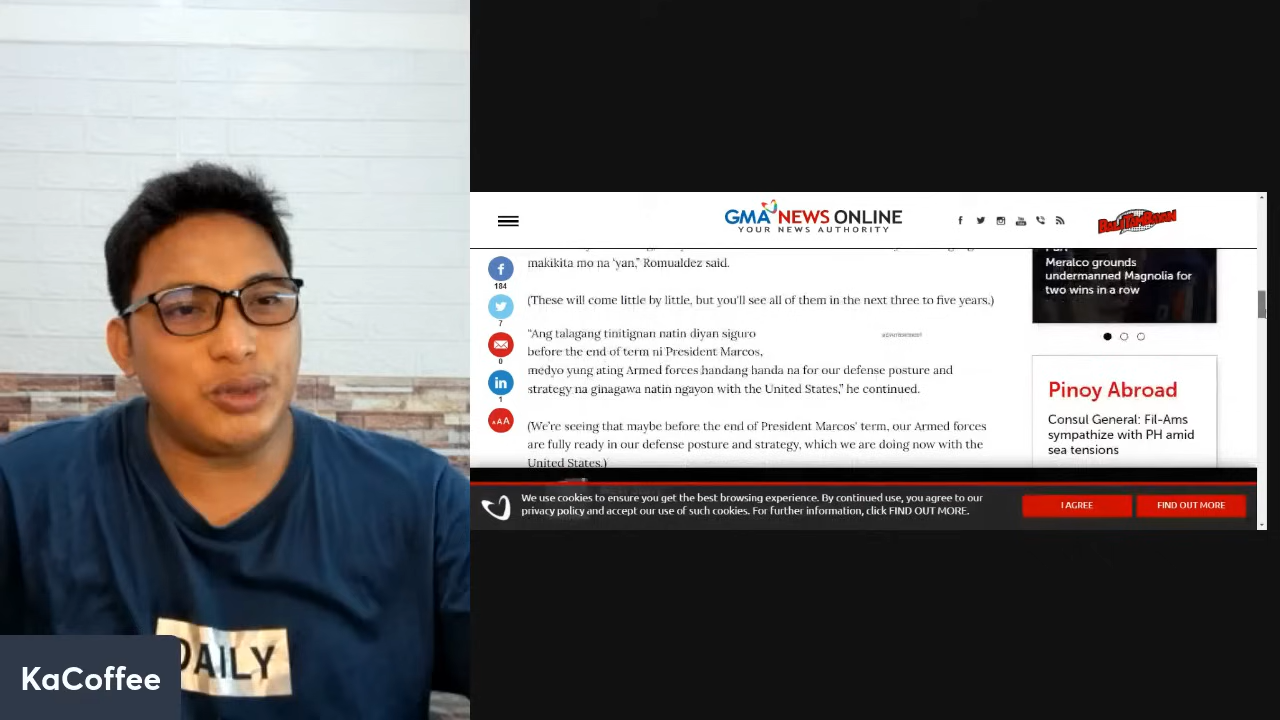 DAILY
KaCoffee
GMA NEWS ONLINE
YOUR NEWS AUTHORITY
BALITAMBAYAN
184
7
0
1
AAA
makikita mo na 'yan," Romualdez said.
(These will come little by little, but you'll see all of them in the next three to five years.)
"Ang talagang tinitignan natin diyan siguro
before the end of term ni President Marcos,
medyo yung ating Armed forces handang handa na for our defense posture and
strategy na ginagawa natin ngayon with the United States," he continued.
(We're seeing that maybe before the end of President Marcos' term, our Armed forces
are fully ready in our defense posture and strategy, which we are doing now with the
United States.)
ADVERTISEMENT
Meralco grounds
undermanned Magnolia for
two wins in a row
Pinoy Abroad
Consul General: Fil-Ams
sympathize with PH amid
sea tensions
We use cookies to ensure you get the best browsing experience. By continued use, you agree to our
privacy policy and accept our use of such cookies. For further information, click FIND OUT MORE.
I AGREE
FIND OUT MORE